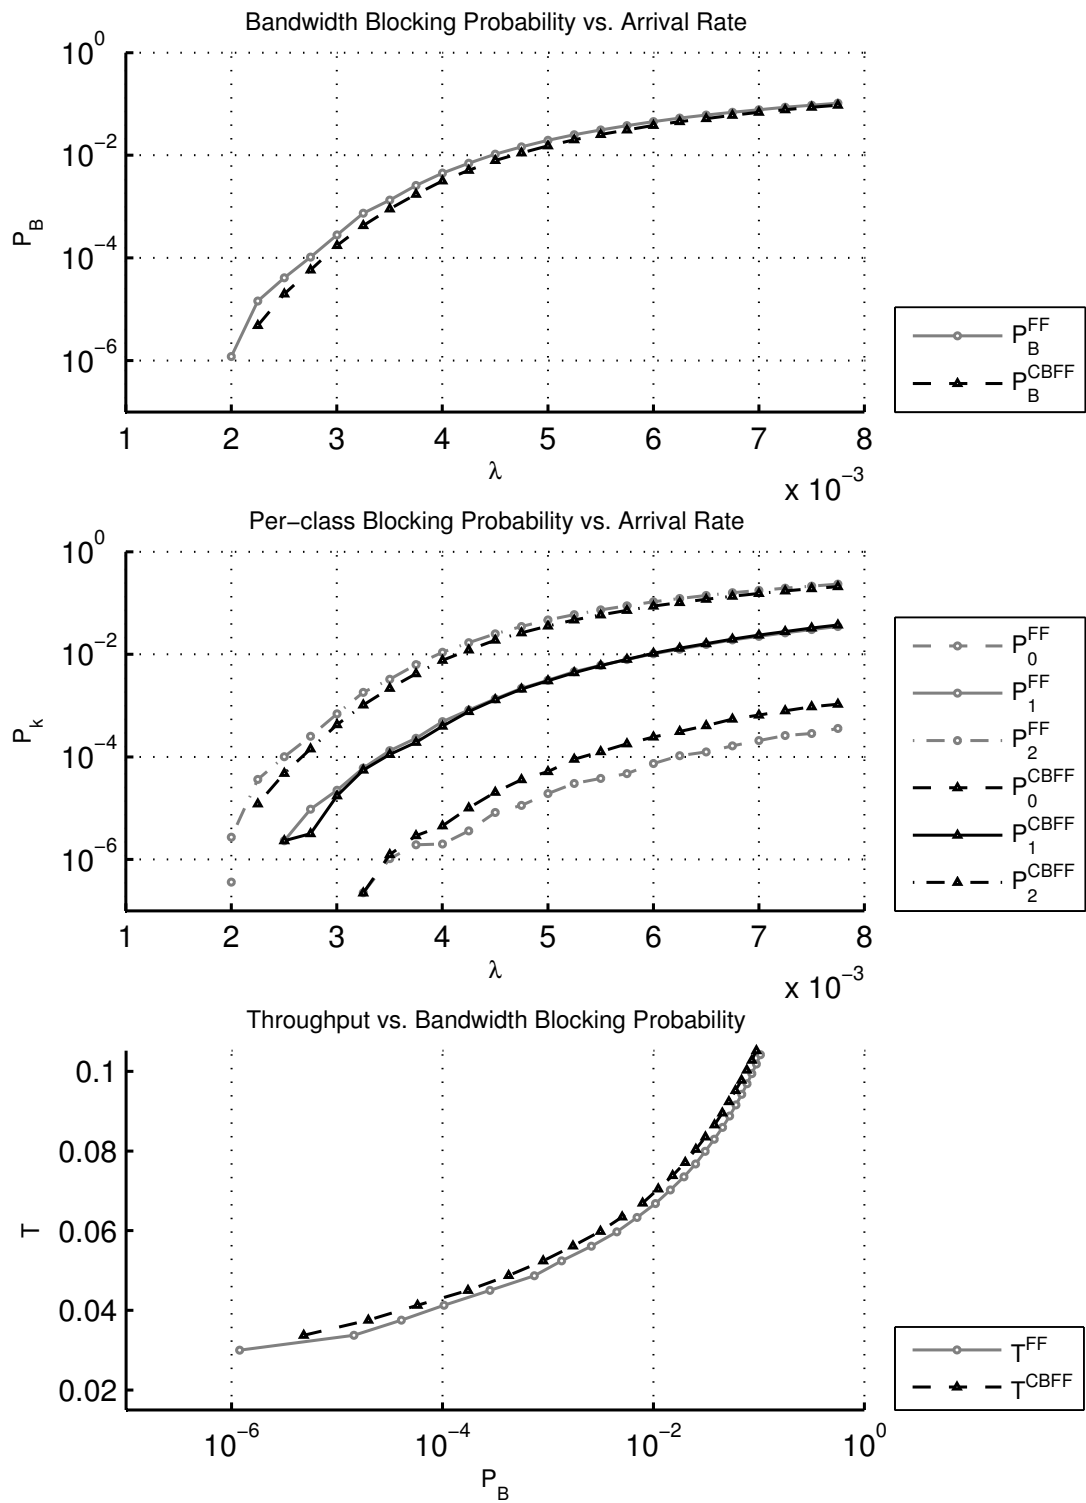 Bandwidth Blocking Probability vs. Arrival Rate
10^0
10^−2
10^−4
10^−6
P_B
1 2 3 4 5 6 7 8
λ
x 10^−3
P_B^FF
P_B^CBFF
Per−class Blocking Probability vs. Arrival Rate
10^0
10^−2
10^−4
10^−6
P_k
1 2 3 4 5 6 7 8
λ
x 10^−3
P_0^FF
P_1^FF
P_2^FF
P_0^CBFF
P_1^CBFF
P_2^CBFF
Throughput vs. Bandwidth Blocking Probability
0.1
0.08
0.06
0.04
0.02
T
10^−6 10^−4 10^−2 10^0
P_B
T^FF
T^CBFF